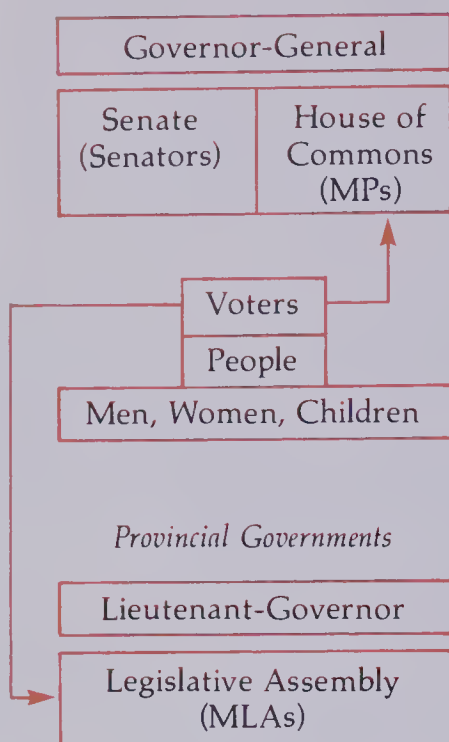 Governor-General
Senate
(Senators)
House of
Commons
(MPs)
Voters
People
Men, Women, Children
Provincial Governments
Lieutenant-Governor
Legislative Assembly
(MLAs)